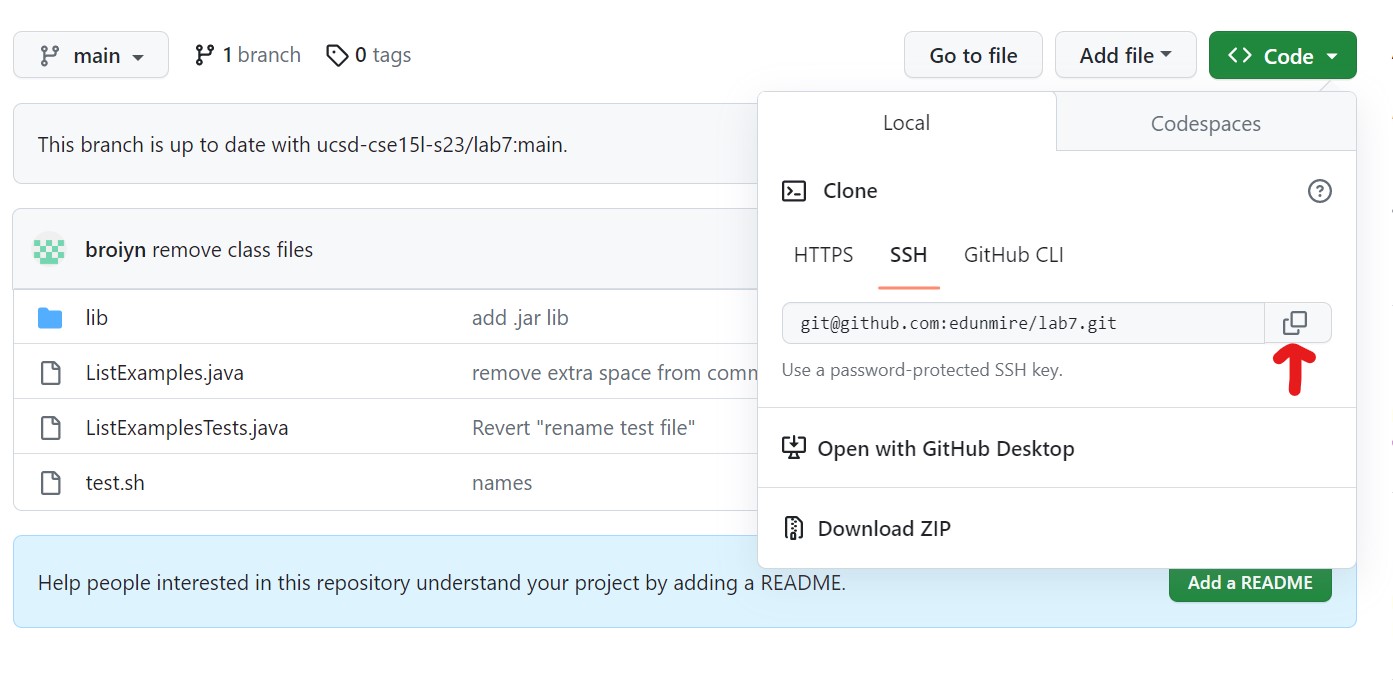 main 1 branch 0 tags Go to file Add file Code
This branch is up to date with ucsd-cse15l-s23/lab7:main.
Local Codespaces
Clone
HTTPS SSH GitHub CLI
git@github.com:edunmire/lab7.git
Use a password-protected SSH key.
Open with GitHub Desktop
Download ZIP
broiyn remove class files
lib add .jar lib
ListExamples.java remove extra space from comm
ListExamplesTests.java Revert "rename test file"
test.sh names
Help people interested in this repository understand your project by adding a README. Add a README